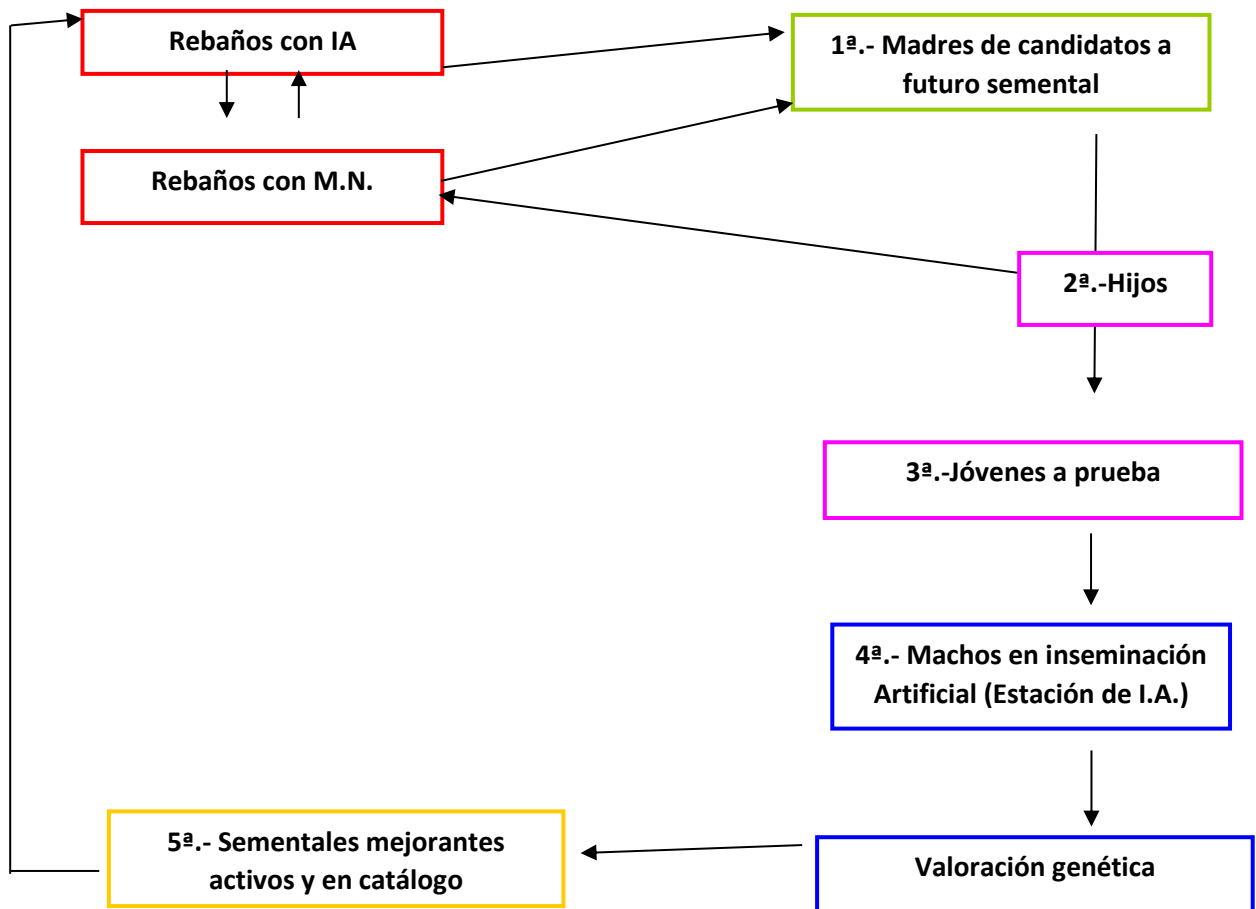 Rebaños con IA
1ª.- Madres de candidatos a
futuro semental
Rebaños con M.N.
2ª.-Hijos
3ª.-Jóvenes a prueba
4ª.- Machos en inseminación
Artificial (Estación de I.A.)
5ª.- Sementales mejorantes
activos y en catálogo
Valoración genética